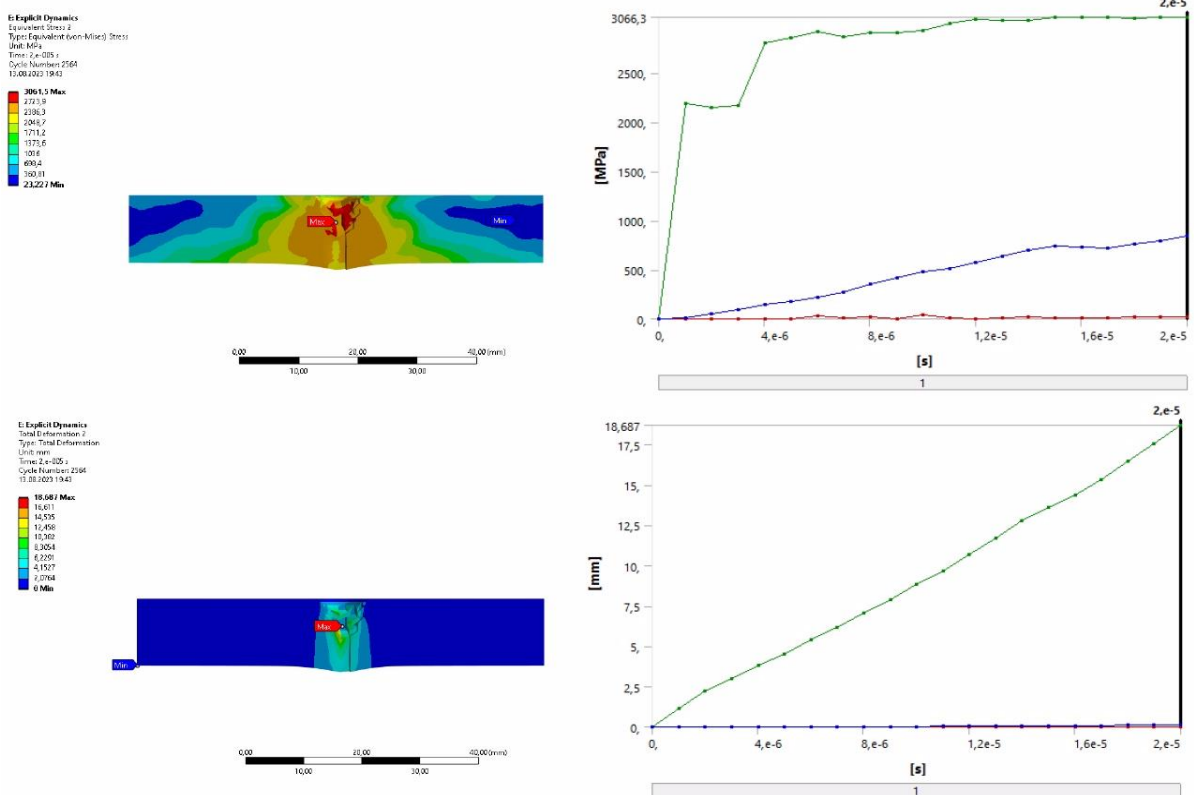 E: Explicit Dynamics
Equivalent Stress 2
Type: Equivalent (von-Mises) Stress
Unit: MPa
Time: 2,e-005 s
Cycle Number: 2564
13.08.2023 19:43
3061,5 Max
2723,9
2386,3
2048,7
1711,2
1373,6
1036
698,4
360,81
23,227 Min
Max
Min
0,00 20,00 40,00 (mm)
10,00 30,00
2,e-5
3066,3
2500,
2000,
1500,
1000,
500,
0,
[MPa]
0, 4,e-6 8,e-6 1,2e-5 1,6e-5 2,e-5
[s]
1
E: Explicit Dynamics
Total Deformation 2
Type: Total Deformation
Unit: mm
Time: 2,e-005 s
Cycle Number: 2564
13.08.2023 19:43
18,687 Max
16,611
14,535
12,458
10,382
8,3054
6,2291
4,1527
2,0764
0 Min
Max
Min
0,00 20,00 40,00 (mm)
10,00 30,00
2,e-5
18,687
17,5
15,
12,5
10,
7,5
5,
2,5
0,
[mm]
0, 4,e-6 8,e-6 1,2e-5 1,6e-5 2,e-5
[s]
1